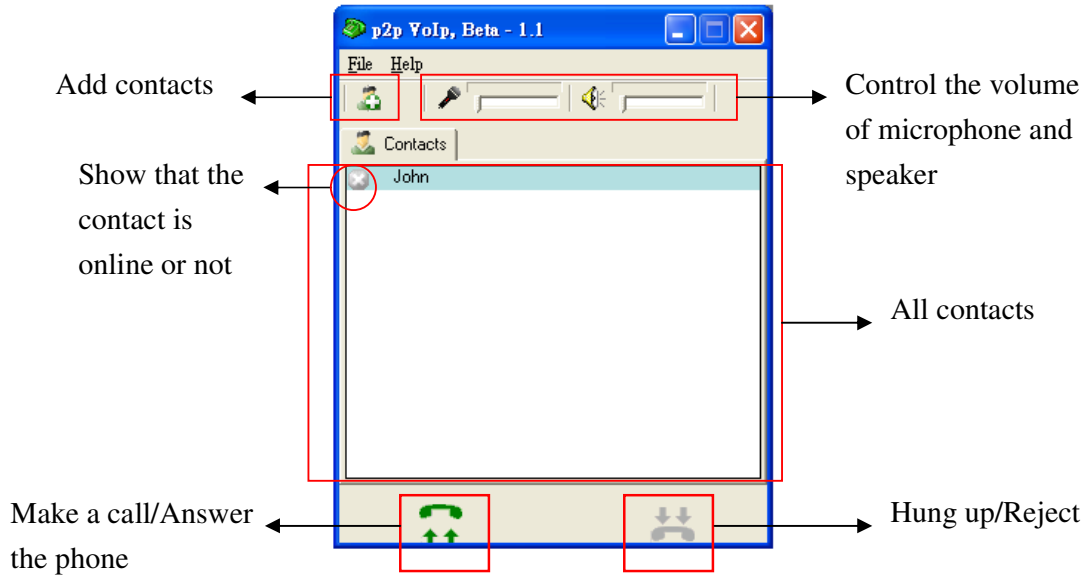 p2p VoIp, Beta - 1.1
File Help
Add contacts
Control the volume
of microphone and
speaker
Contacts
John
Show that the
contact is
online or not
All contacts
Make a call/Answer
the phone
Hung up/Reject